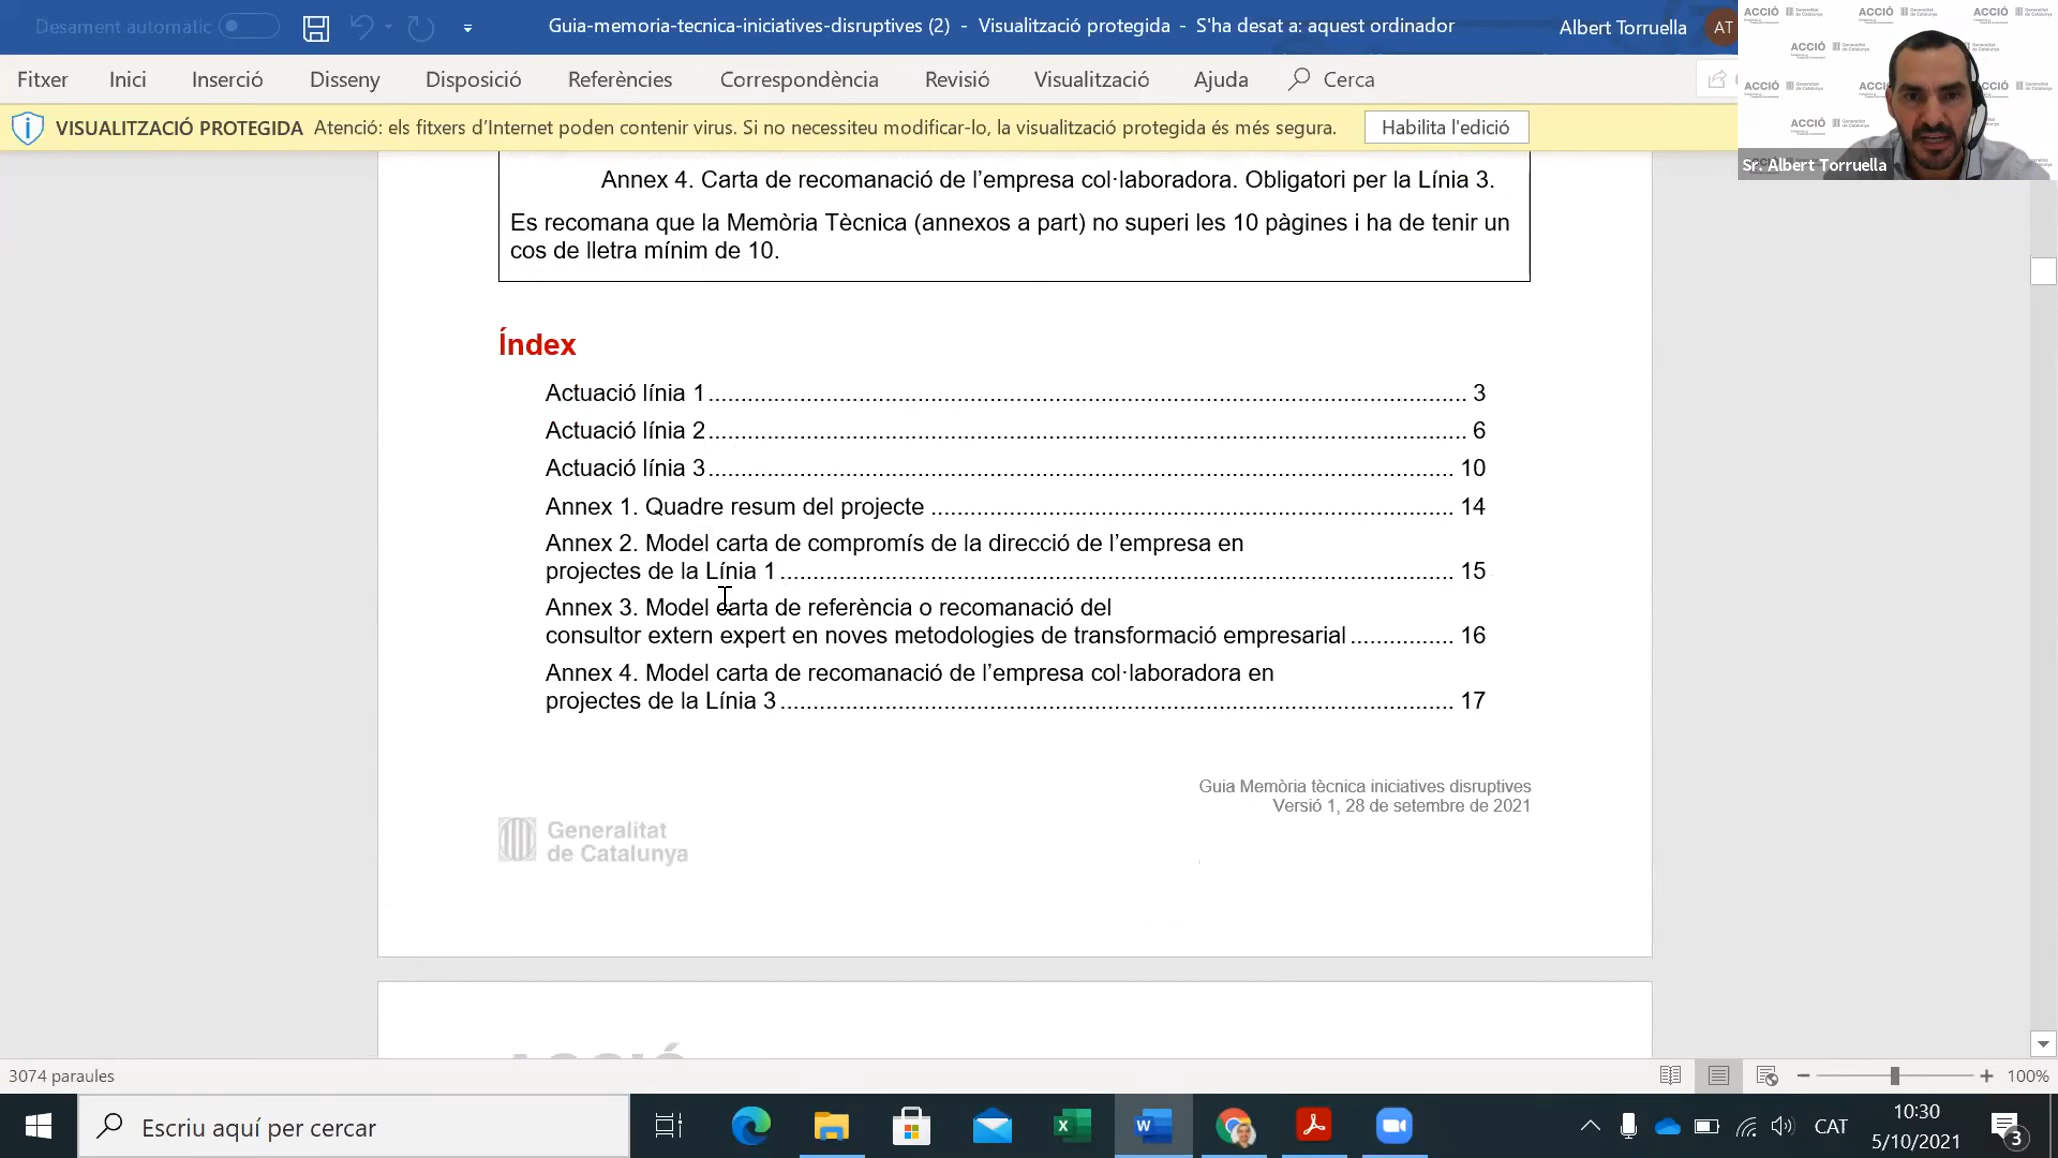 Desament automàtic
Guia-memoria-tecnica-iniciatives-disruptives (2) - Visualització protegida - S'ha desat a: aquest ordinador
Albert Torruella
AT
Fitxer Inici Inserció Disseny Disposició Referències Correspondència Revisió Visualització Ajuda Cerca
VISUALITZACIÓ PROTEGIDA Atenció: els fitxers d'Internet poden contenir virus. Si no necessiteu modificar-lo, la visualització protegida és més segura. Habilita l'edició
ACCIÓ Generalitat de Catalunya
Sr. Albert Torruella
Annex 4. Carta de recomanació de l'empresa col·laboradora. Obligatori per la Línia 3.
Es recomana que la Memòria Tècnica (annexos a part) no superi les 10 pàgines i ha de tenir un
cos de lletra mínim de 10.
Índex
Actuació línia 1 3
Actuació línia 2 6
Actuació línia 3 10
Annex 1. Quadre resum del projecte 14
Annex 2. Model carta de compromís de la direcció de l'empresa en
projectes de la Línia 1 15
Annex 3. Model carta de referència o recomanació del
consultor extern expert en noves metodologies de transformació empresarial 16
Annex 4. Model carta de recomanació de l'empresa col·laboradora en
projectes de la Línia 3 17
Guia Memòria tècnica iniciatives disruptives
Versió 1, 28 de setembre de 2021
Generalitat
de Catalunya
ACCIÓ
3074 paraules
100%
Escriu aquí per cercar
CAT
10:30
5/10/2021
3